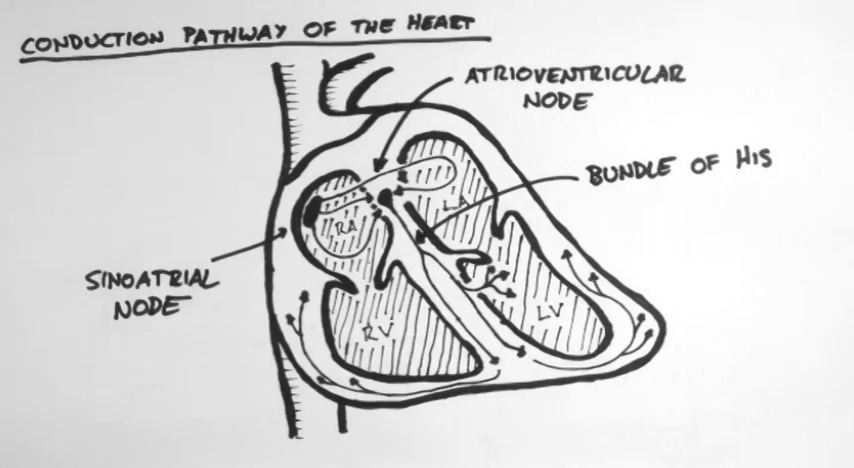 CONDUCTION PATHWAY OF THE HEART
ATRIOVENTRICULAR
NODE
BUNDLE OF HIS
LA
RA
SINOATRIAL
NODE
LV
RV